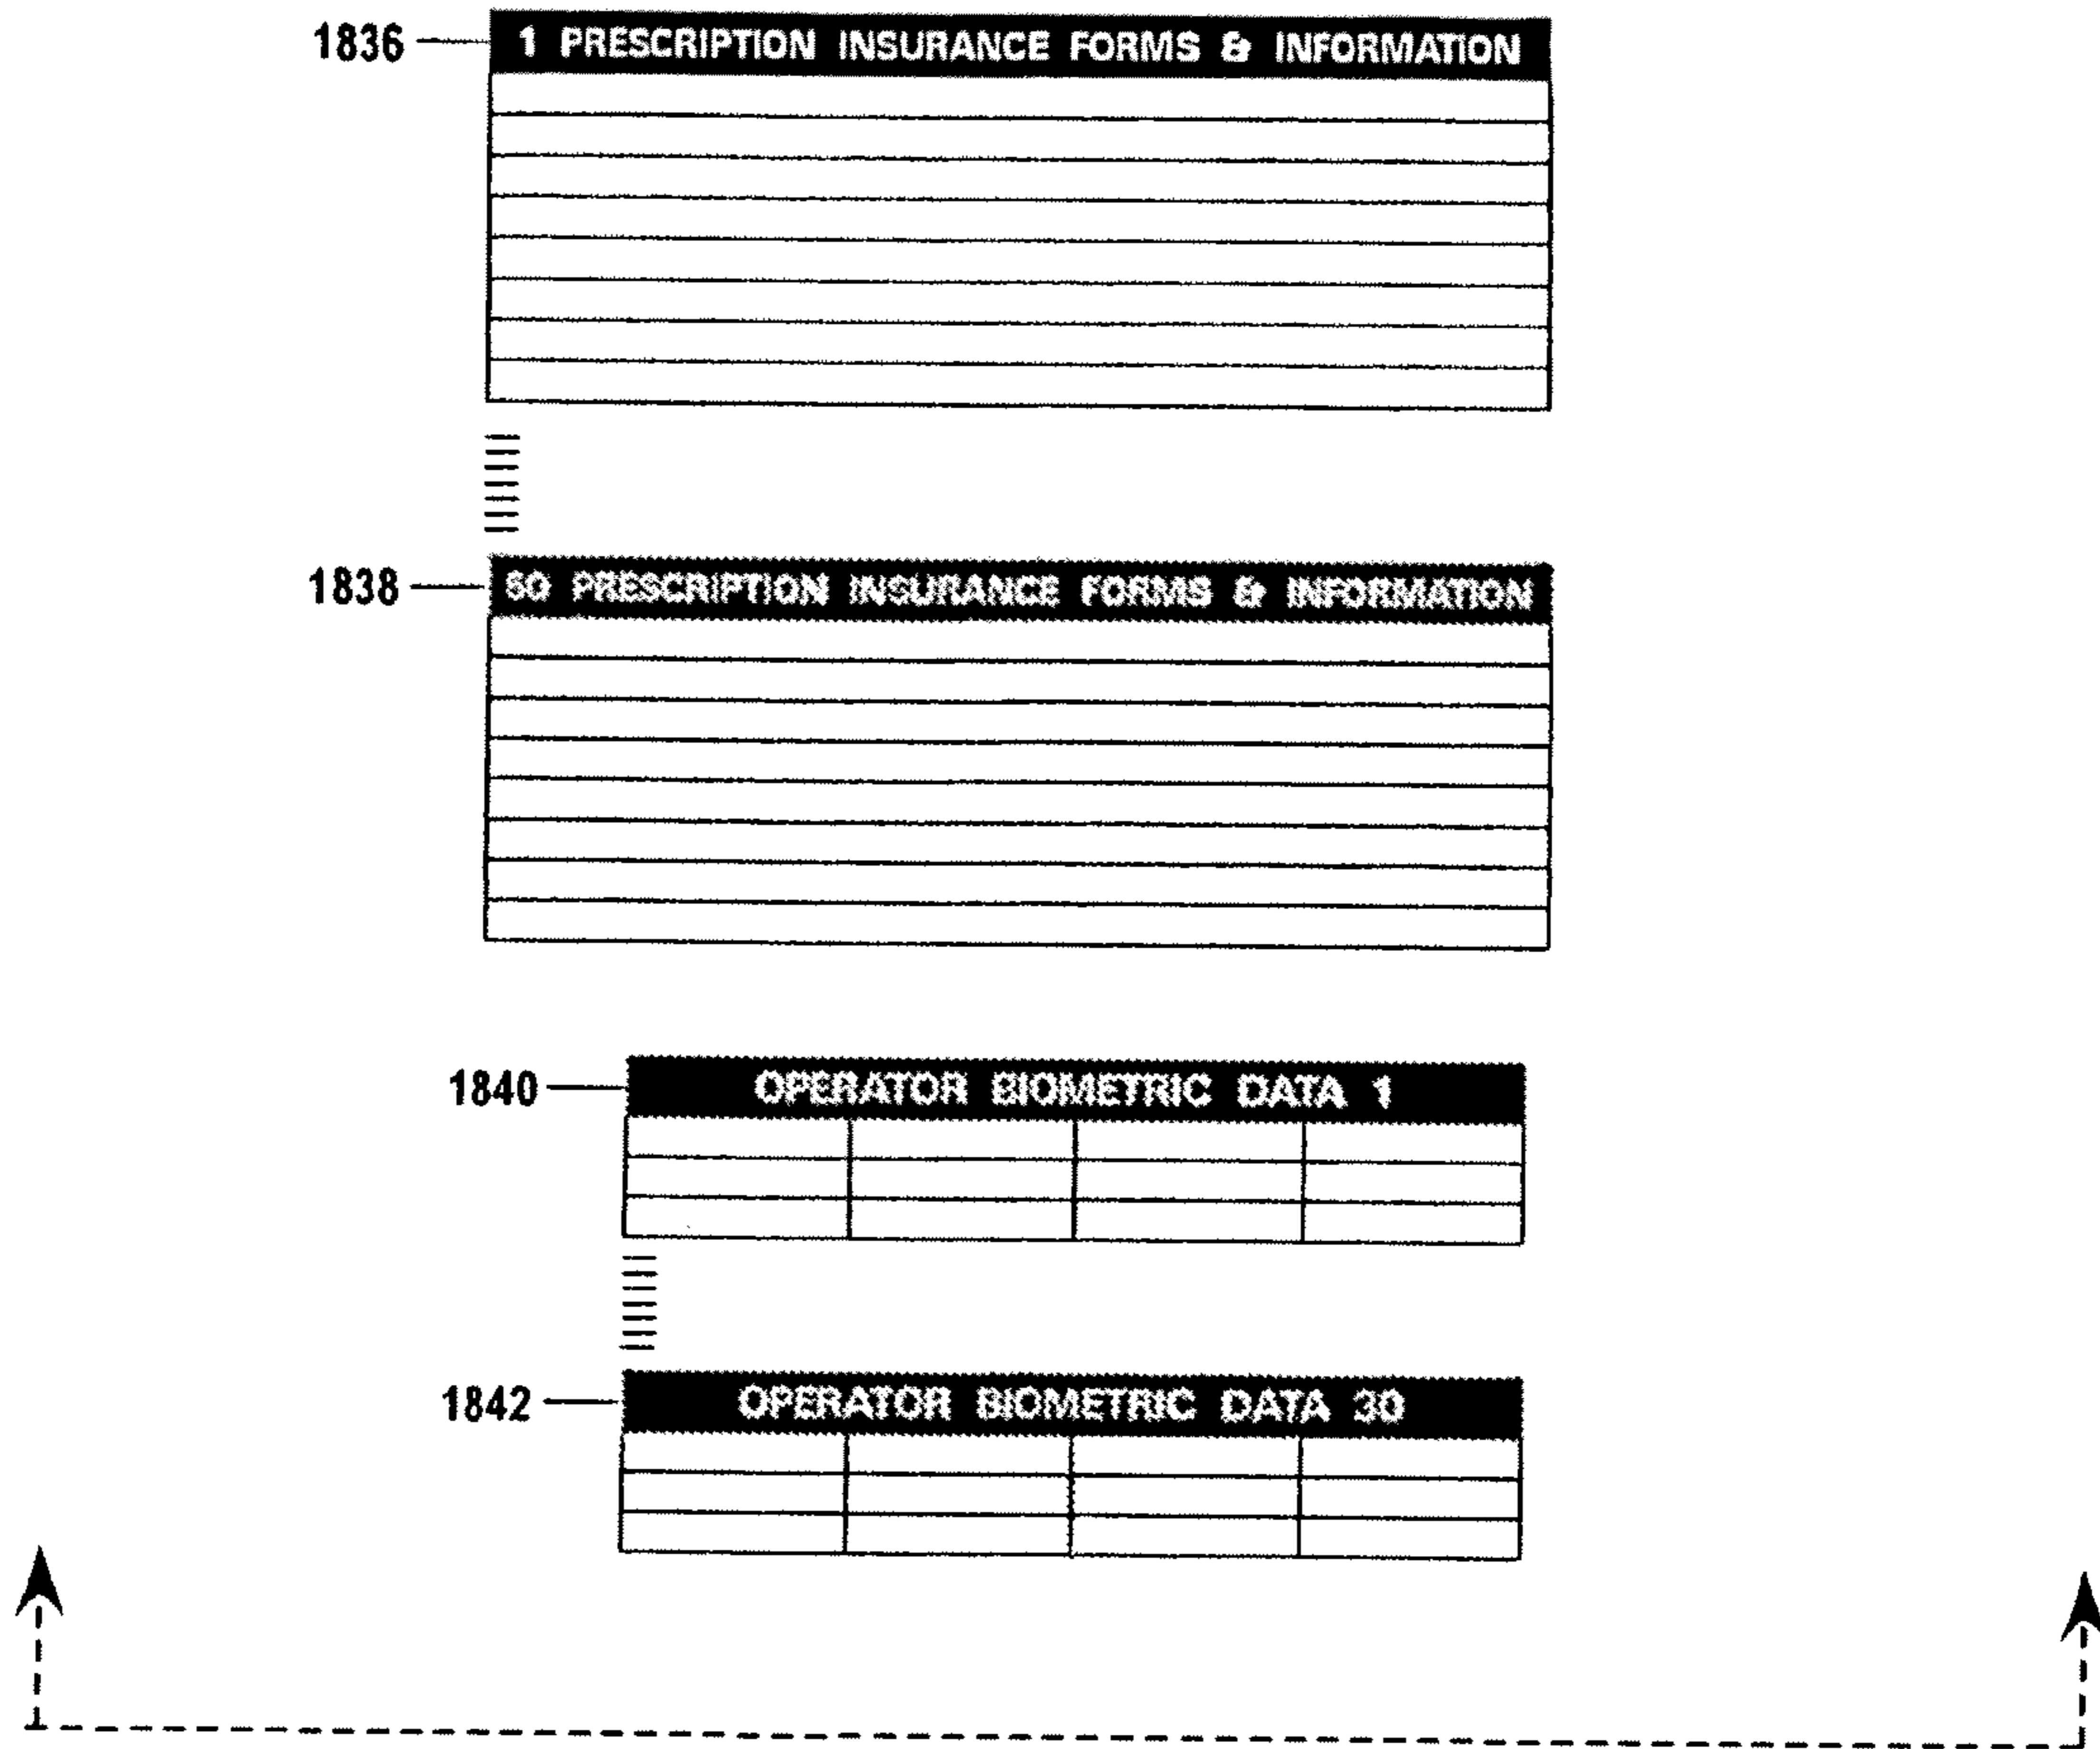 1836 1 PRESCRIPTION INSURANCE FORMS & INFORMATION
1838 60 PRESCRIPTION INSURANCE FORMS & INFORMATION
1840 OPERATOR BIOMETRIC DATA 1
1842 OPERATOR BIOMETRIC DATA 30